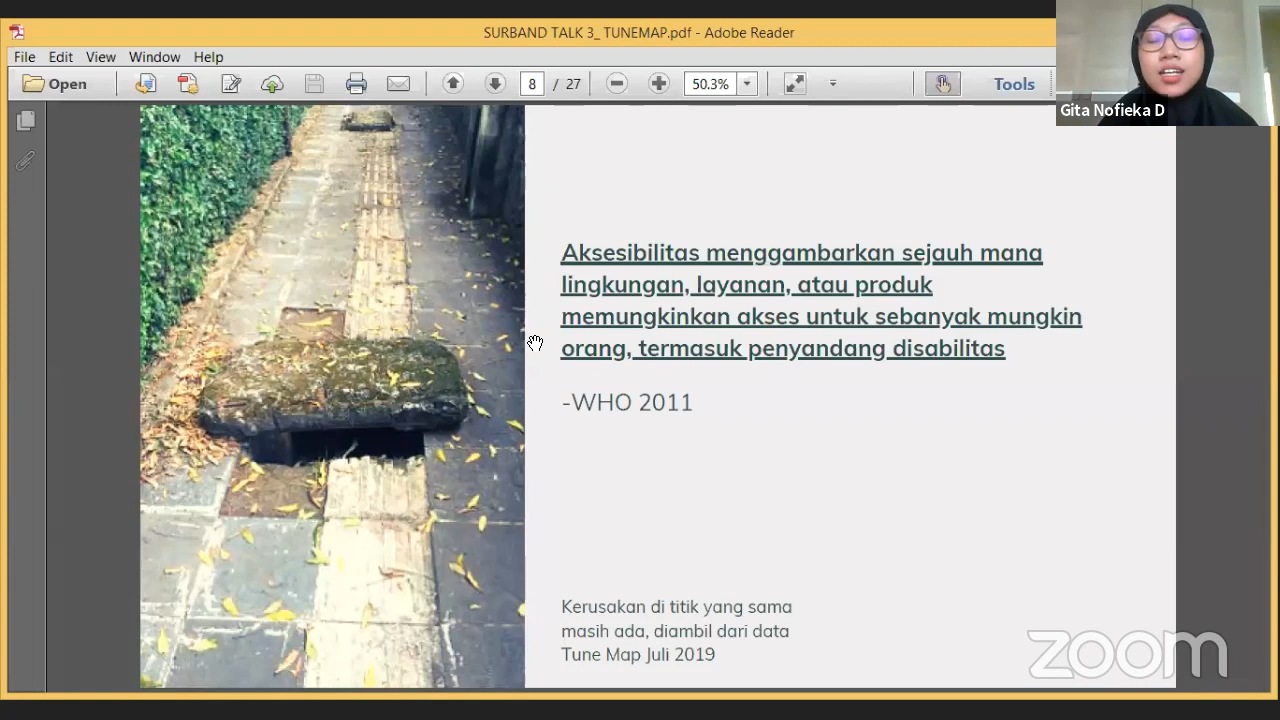 SURBAND TALK 3_ TUNEMAP.pdf - Adobe Reader
File Edit View Window Help
Open 8 / 27 50.3% Tools
Gita Nofieka D
Aksesibilitas menggambarkan sejauh mana
lingkungan, layanan, atau produk
memungkinkan akses untuk sebanyak mungkin
orang, termasuk penyandang disabilitas
-WHO 2011
Kerusakan di titik yang sama
masih ada, diambil dari data
Tune Map Juli 2019
zoom